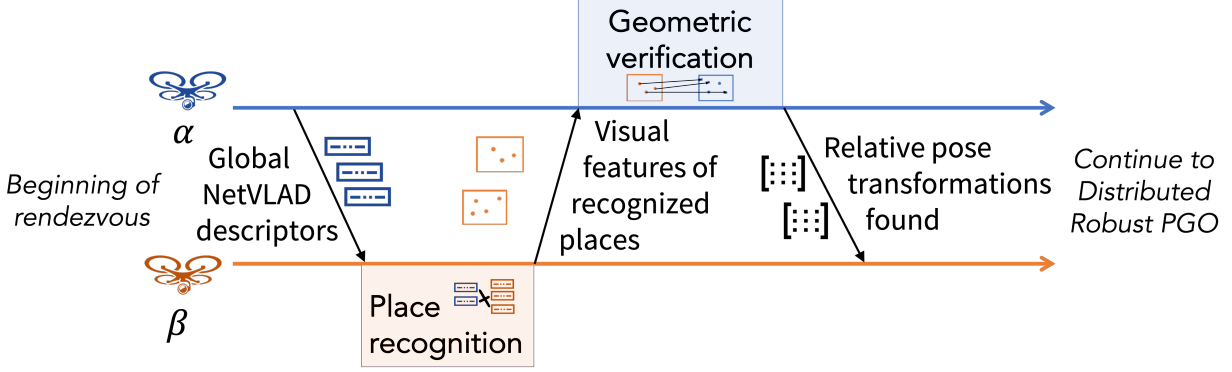 Geometric
verification
α
Beginning of
rendezvous
Global
NetVLAD
descriptors
Visual
features of
recognized
places
Relative pose
transformations
found
Continue to
Distributed
Robust PGO
β
Place
recognition